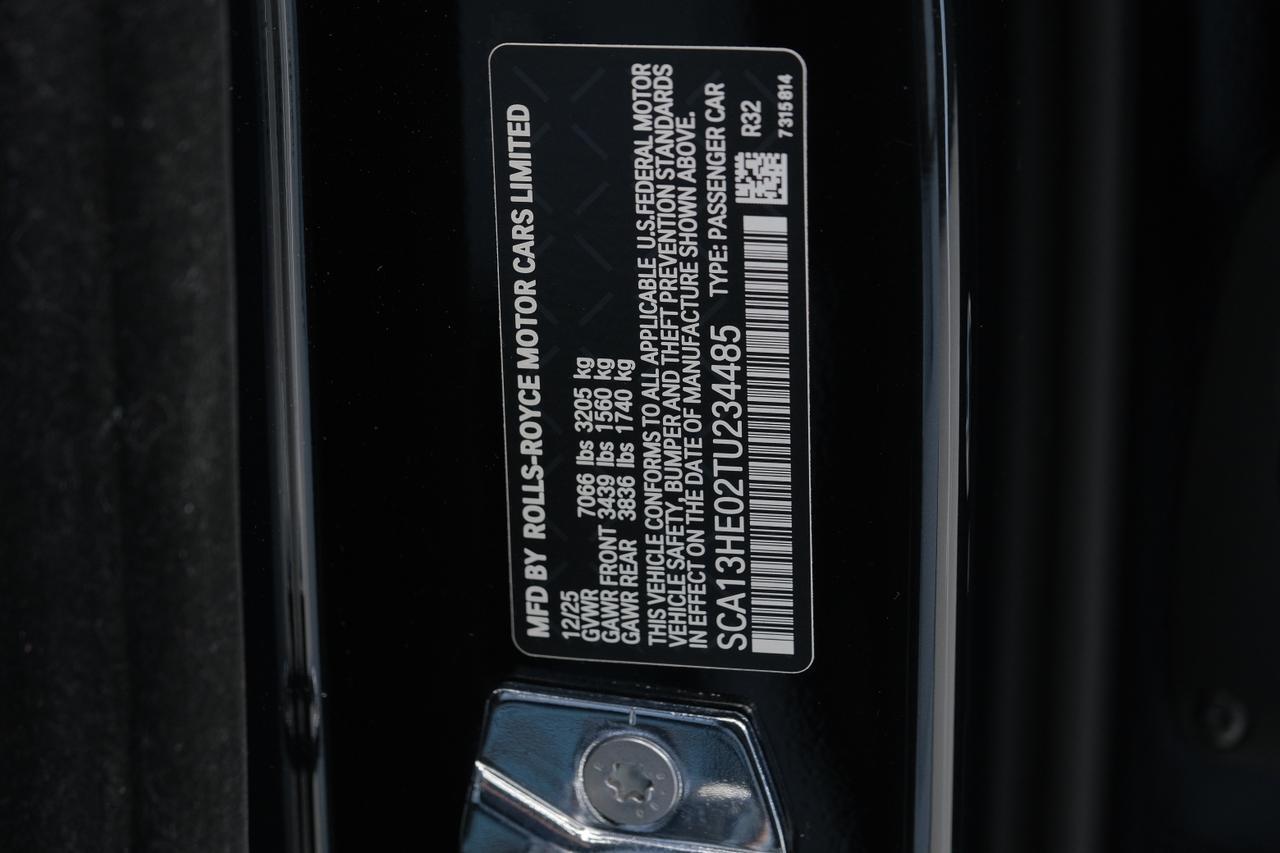 MFD BY ROLLS-ROYCE MOTOR CARS LIMITED
12/25
GVWR 7066 lbs 3205 kg
GAWR FRONT 3439 lbs 1560 kg
GAWR REAR 3836 lbs 1740 kg
THIS VEHICLE CONFORMS TO ALL APPLICABLE U.S.FEDERAL MOTOR
VEHICLE SAFETY, BUMPER AND THEFT PREVENTION STANDARDS
IN EFFECT ON THE DATE OF MANUFACTURE SHOWN ABOVE.
SCA13HE02TU234485 TYPE: PASSENGER CAR
R32
7315814